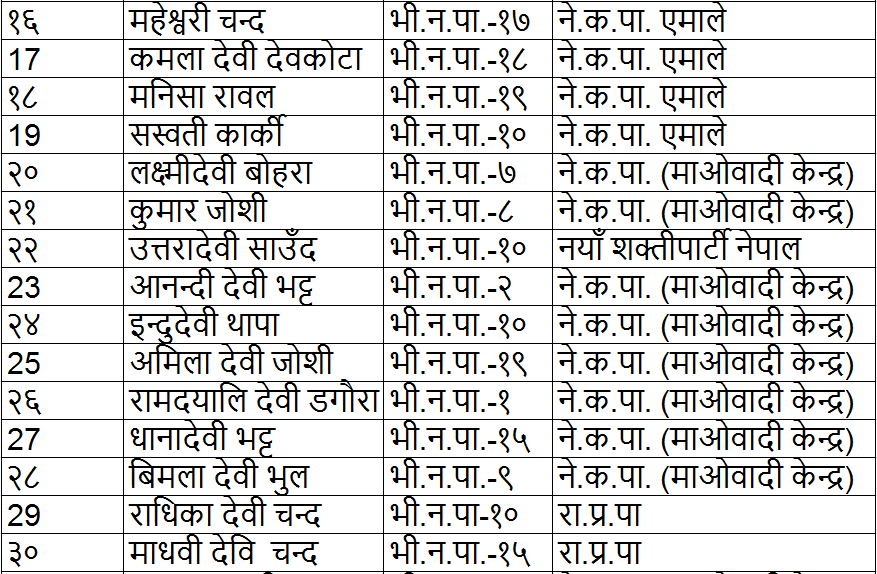 १६ महेश्वरी चन्द भी.न.पा.-१७ ने.क.पा. एमाले
17 कमला देवी देवकोटा भी.न.पा.-१८ ने.क.पा. एमाले
१८ मनिसा रावल भी.न.पा.-१९ ने.क.पा. एमाले
19 सस्वती कार्की भी.न.पा.-१० ने.क.पा. एमाले
२० लक्ष्मीदेवी बोहरा भी.न.पा.-७ ने.क.पा. (माओवादी केन्द्र)
२१ कुमार जोशी भी.न.पा.-८ ने.क.पा. (माओवादी केन्द्र)
२२ उत्तरादेवी साउँद भी.न.पा.-१० नयाँ शक्तीपार्टी नेपाल
23 आनन्दी देवी भट्ट भी.न.पा.-२ ने.क.पा. (माओवादी केन्द्र)
२४ इन्दुदेवी थापा भी.न.पा.-१० ने.क.पा. (माओवादी केन्द्र)
25 अमिला देवी जोशी भी.न.पा.-१९ ने.क.पा. (माओवादी केन्द्र)
२६ रामदयालि देवी डगौरा भी.न.पा.-१ ने.क.पा. (माओवादी केन्द्र)
27 धानादेवी भट्ट भी.न.पा.-१५ ने.क.पा. (माओवादी केन्द्र)
२८ बिमला देवी भुल भी.न.पा.-९ ने.क.पा. (माओवादी केन्द्र)
29 राधिका देवी चन्द भी.न.पा-१० रा.प्र.पा
३० माधवी देवि चन्द भी.न.पा.-१५ रा.प्र.पा